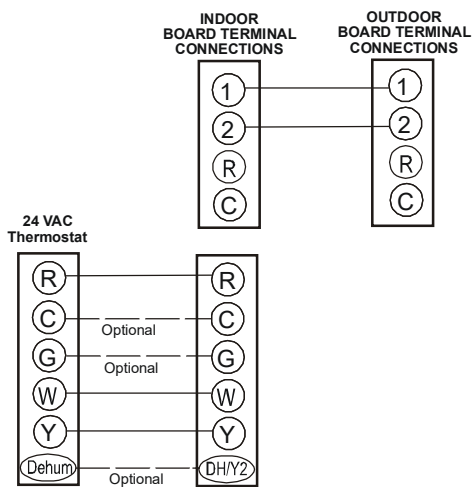 INDOOR
BOARD TERMINAL
CONNECTIONS
OUTDOOR
BOARD TERMINAL
CONNECTIONS
1 1
2 2
R R
C C
24 VAC
Thermostat
R R
C C
Optional
G G
Optional
W W
Y Y
Dehum DH/Y2
Optional